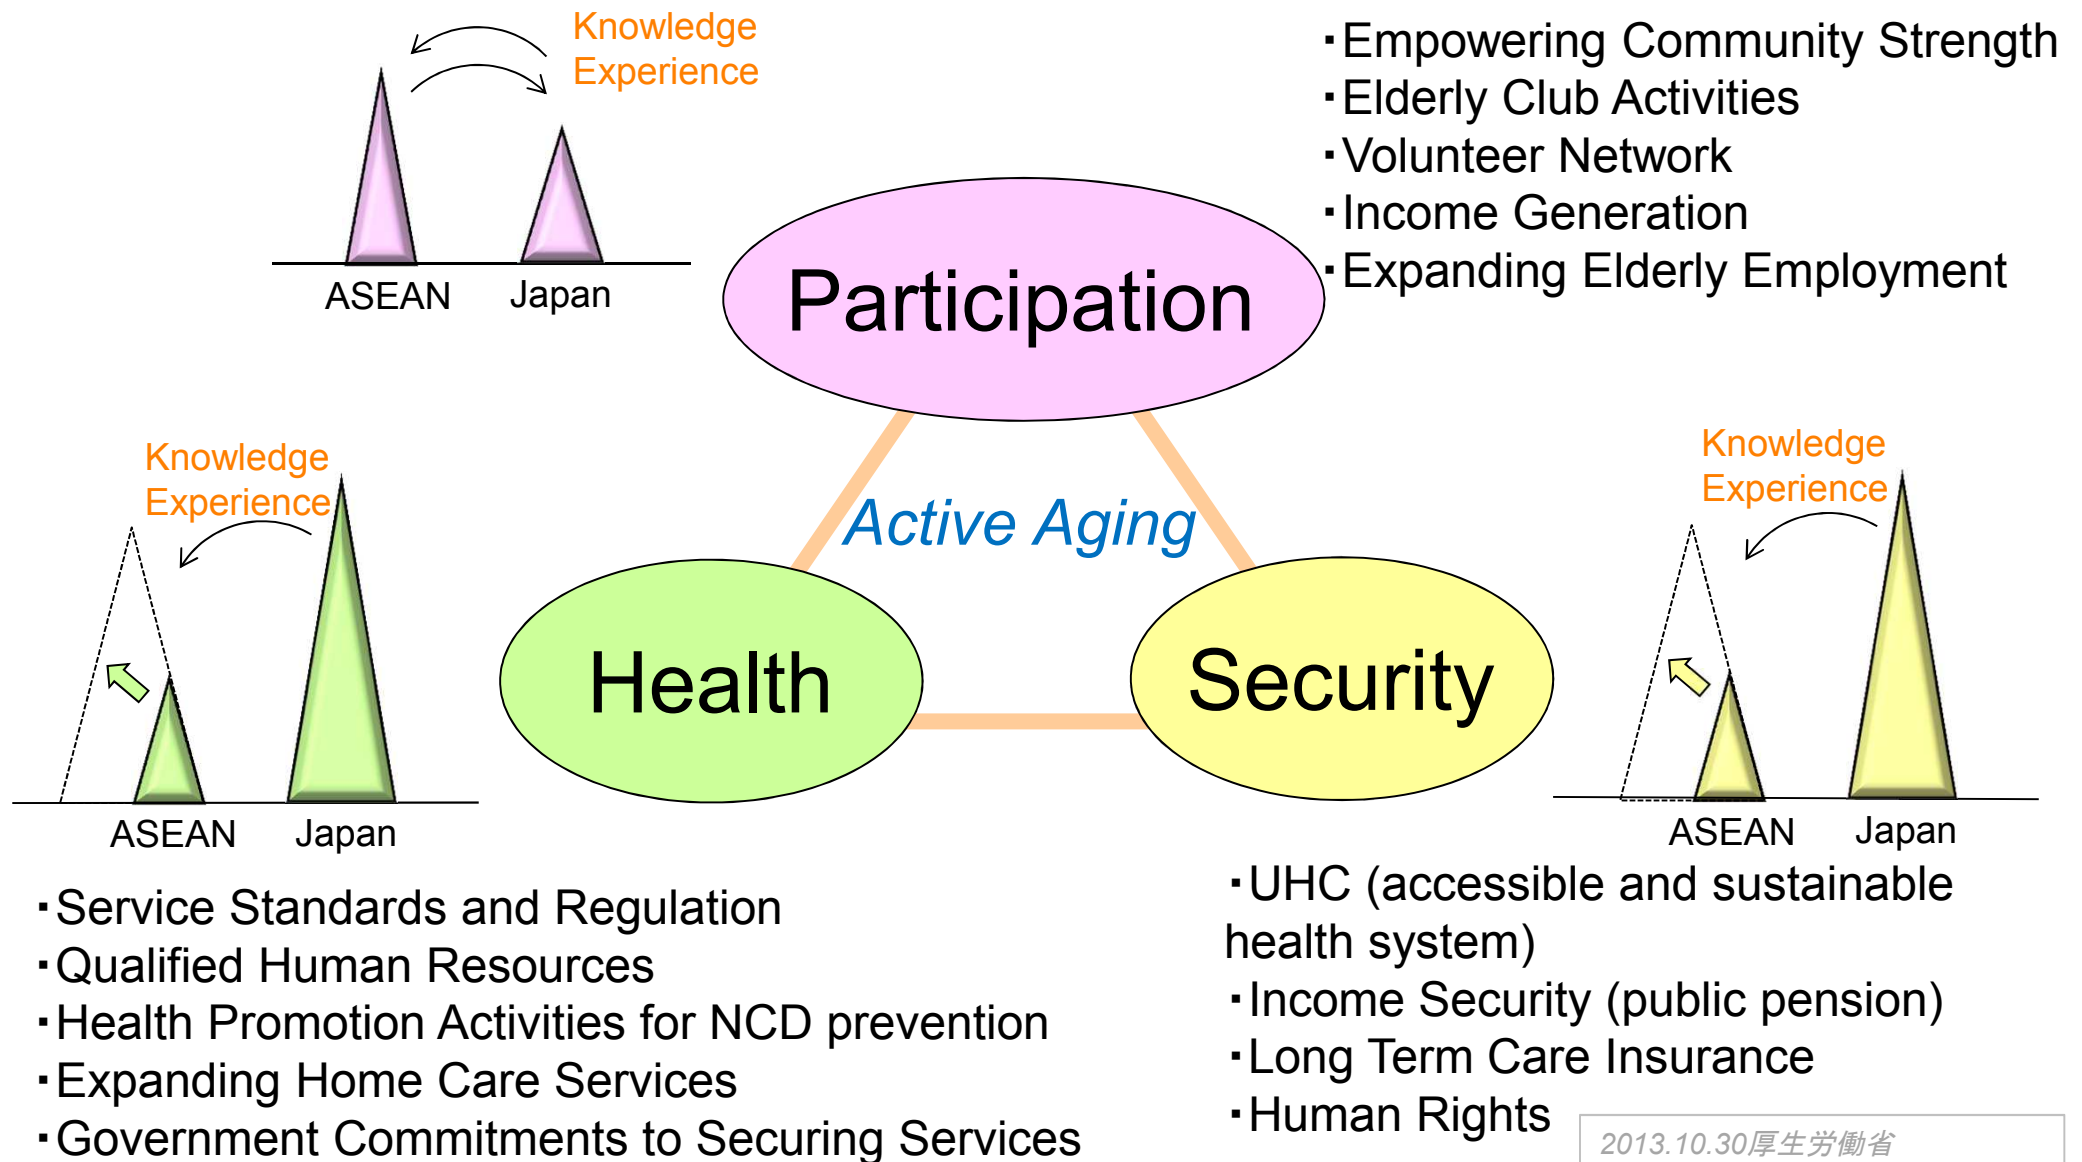 Knowledge
Experience
ASEAN Japan
・Empowering Community Strength
・Elderly Club Activities
・Volunteer Network
・Income Generation
・Expanding Elderly Employment
Participation
Active Aging
Knowledge
Experience
ASEAN Japan
Health
Security
Knowledge
Experience
ASEAN Japan
・Service Standards and Regulation
・Qualified Human Resources
・Health Promotion Activities for NCD prevention
・Expanding Home Care Services
・Government Commitments to Securing Services
・UHC (accessible and sustainable
health system)
・Income Security (public pension)
・Long Term Care Insurance
・Human Rights
2013.10.30厚生労働省